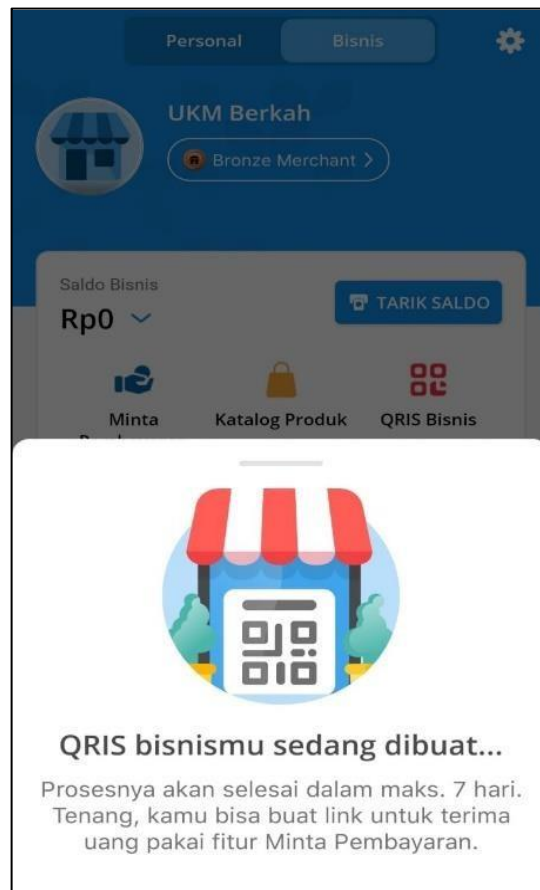 Personal Bisnis
UKM Berkah
Bronze Merchant >
Saldo Bisnis
Rp0
TARIK SALDO
Minta
Katalog Produk
QRIS Bisnis
QRIS bisnismu sedang dibuat...
Prosesnya akan selesai dalam maks. 7 hari.
Tenang, kamu bisa buat link untuk terima
uang pakai fitur Minta Pembayaran.